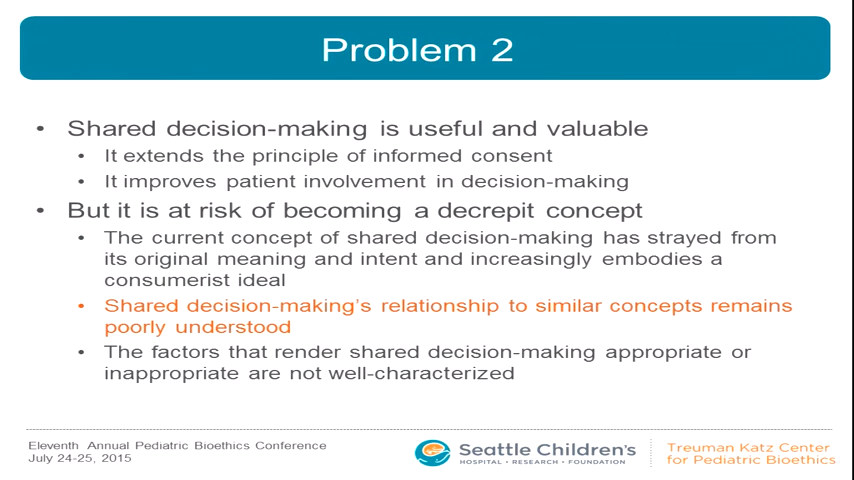 Problem 2
• Shared decision-making is useful and valuable
• It extends the principle of informed consent
• It improves patient involvement in decision-making
• But it is at risk of becoming a decrepit concept
• The current concept of shared decision-making has strayed from
its original meaning and intent and increasingly embodies a
consumerist ideal
• Shared decision-making's relationship to similar concepts remains
poorly understood
• The factors that render shared decision-making appropriate or
inappropriate are not well-characterized
Eleventh Annual Pediatric Bioethics Conference
July 24-25, 2015
Seattle Children's
HOSPITAL • RESEARCH • FOUNDATION
Treuman Katz Center
for Pediatric Bioethics